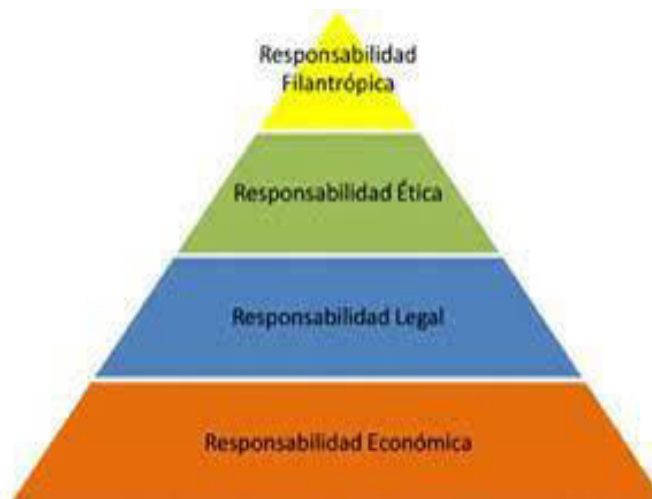 Responsabilidad
Filantrópica
Responsabilidad Ética
Responsabilidad Legal
Responsabilidad Económica